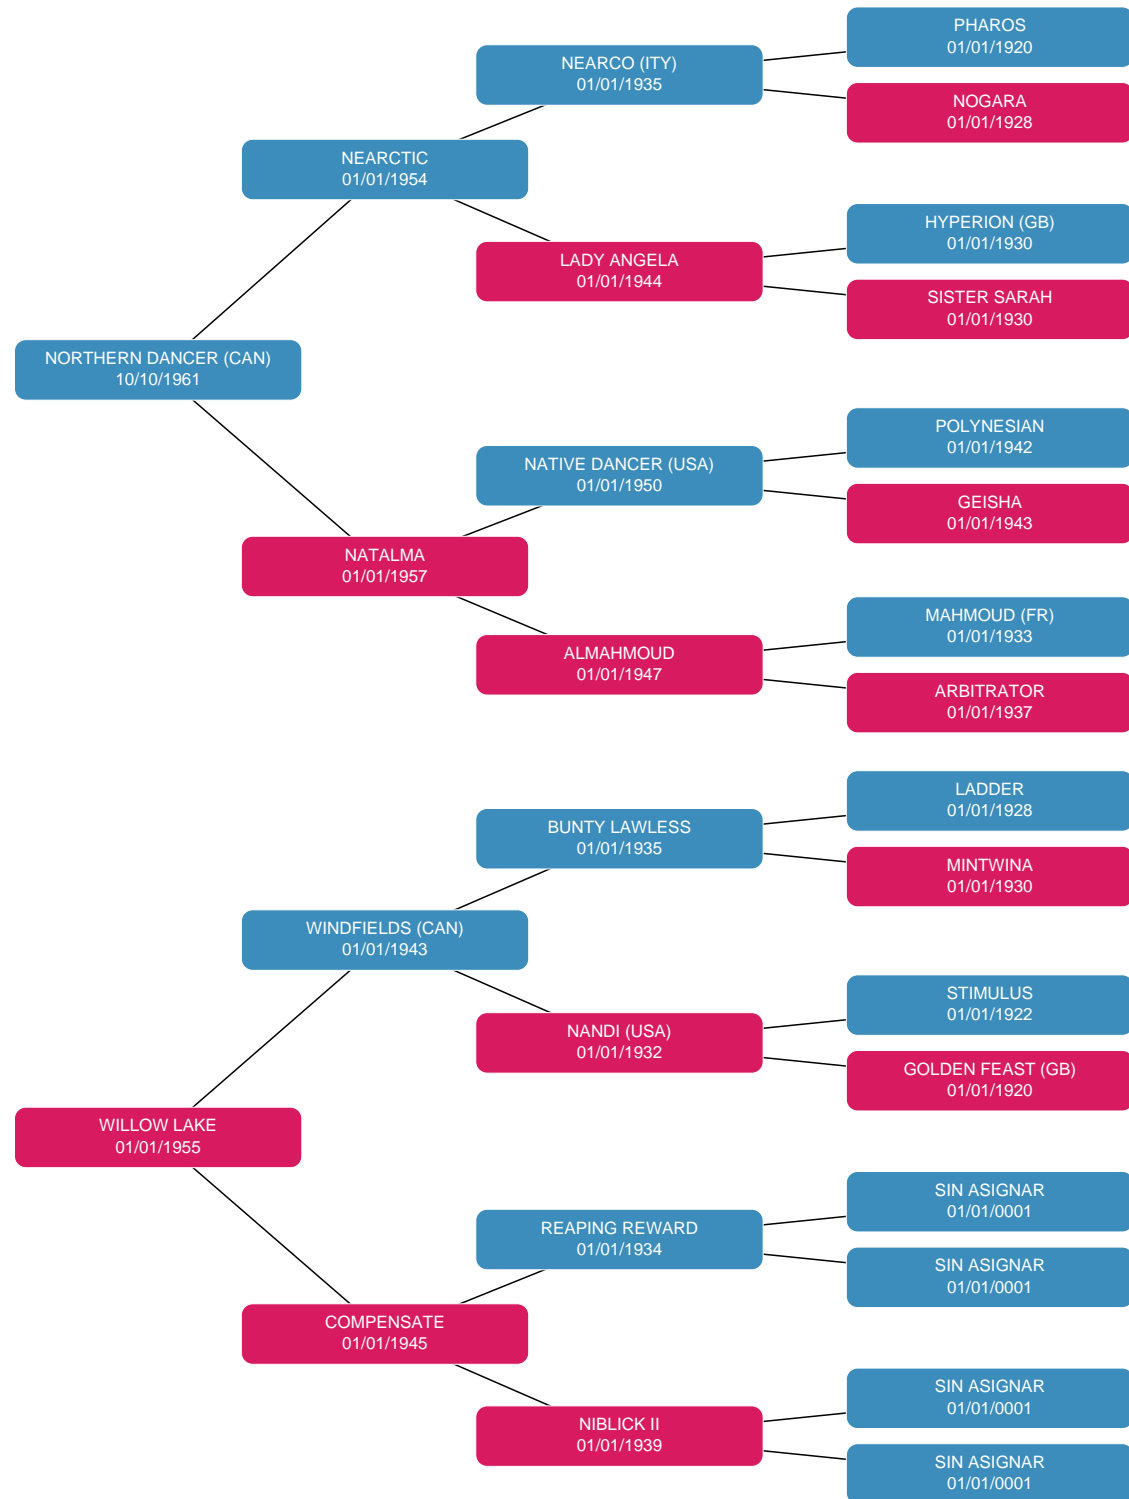 PHAROS
01/01/1920
NEARCO (ITY)
01/01/1935
NOGARA
01/01/1928
NEARCTIC
01/01/1954
HYPERION (GB)
01/01/1930
LADY ANGELA
01/01/1944
SISTER SARAH
01/01/1930
NORTHERN DANCER (CAN)
10/10/1961
POLYNESIAN
01/01/1942
NATIVE DANCER (USA)
01/01/1950
GEISHA
01/01/1943
NATALMA
01/01/1957
MAHMOUD (FR)
01/01/1933
ALMAHMOUD
01/01/1947
ARBITRATOR
01/01/1937
LADDER
01/01/1928
BUNTY LAWLESS
01/01/1935
MINTWINA
01/01/1930
WINDFIELDS (CAN)
01/01/1943
STIMULUS
01/01/1922
NANDI (USA)
01/01/1932
GOLDEN FEAST (GB)
01/01/1920
WILLOW LAKE
01/01/1955
SIN ASIGNAR
01/01/0001
REAPING REWARD
01/01/1934
SIN ASIGNAR
01/01/0001
COMPENSATE
01/01/1945
SIN ASIGNAR
01/01/0001
NIBLICK II
01/01/1939
SIN ASIGNAR
01/01/0001